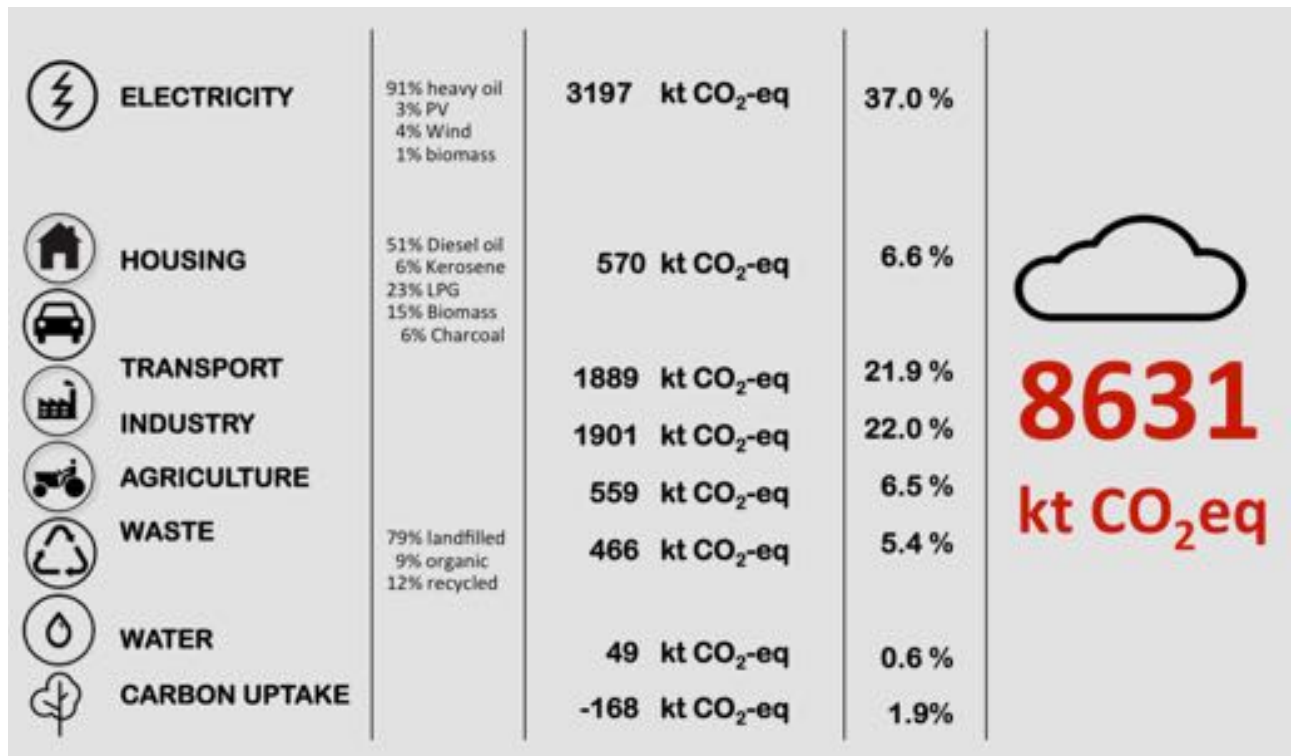 ELECTRICITY
91% heavy oil
3% PV
4% Wind
1% biomass
3197 kt CO₂-eq
37.0 %
HOUSING
51% Diesel oil
6% Kerosene
23% LPG
15% Biomass
6% Charcoal
570 kt CO₂-eq
6.6 %
TRANSPORT
1889 kt CO₂-eq
21.9 %
INDUSTRY
1901 kt CO₂-eq
22.0 %
AGRICULTURE
559 kt CO₂-eq
6.5 %
WASTE
79% landfilled
9% organic
12% recycled
466 kt CO₂-eq
5.4 %
WATER
49 kt CO₂-eq
0.6 %
CARBON UPTAKE
-168 kt CO₂-eq
1.9%
8631
kt CO₂eq